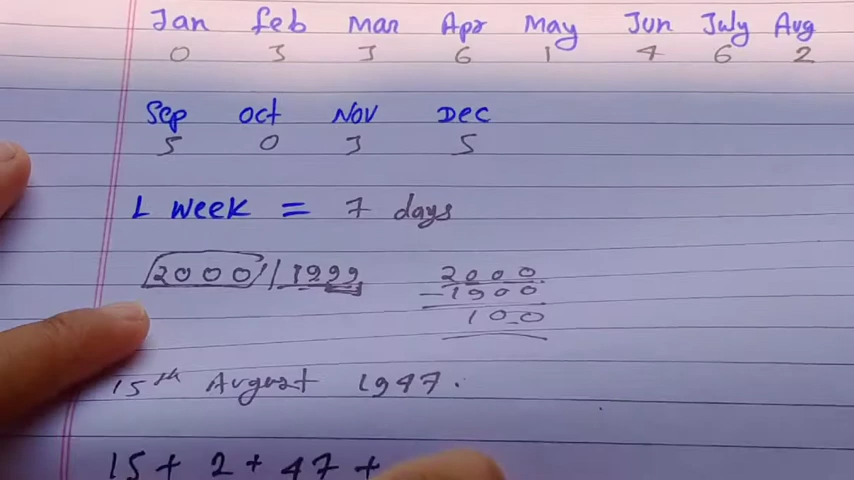 Jan Feb Mar Apr May Jun July Aug
0 3 3 6 1 4 6 2
Sep Oct Nov Dec
5 0 3 5
1 week = 7 days
2000 // 1999 2000
-1900
100
15th August 1947.
15 + 2 + 47 +